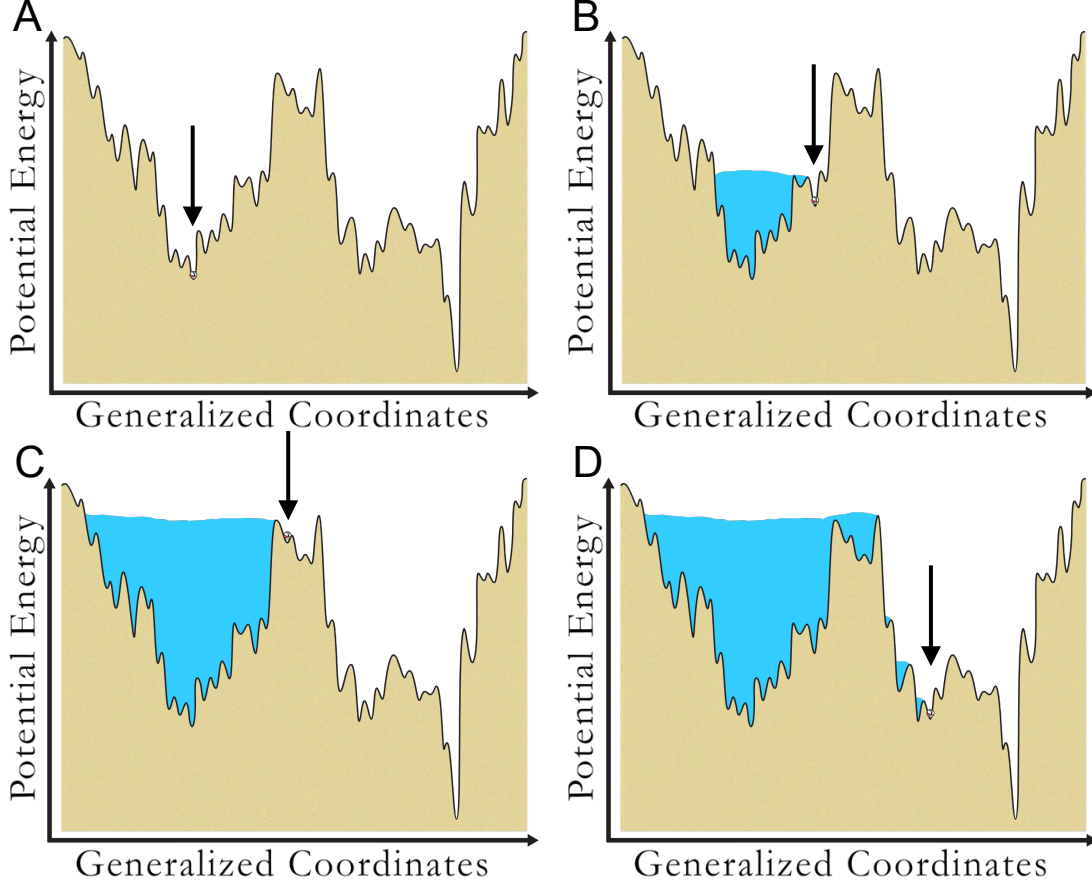 A
Potential Energy
Generalized Coordinates
B
Potential Energy
Generalized Coordinates
C
Potential Energy
Generalized Coordinates
D
Potential Energy
Generalized Coordinates